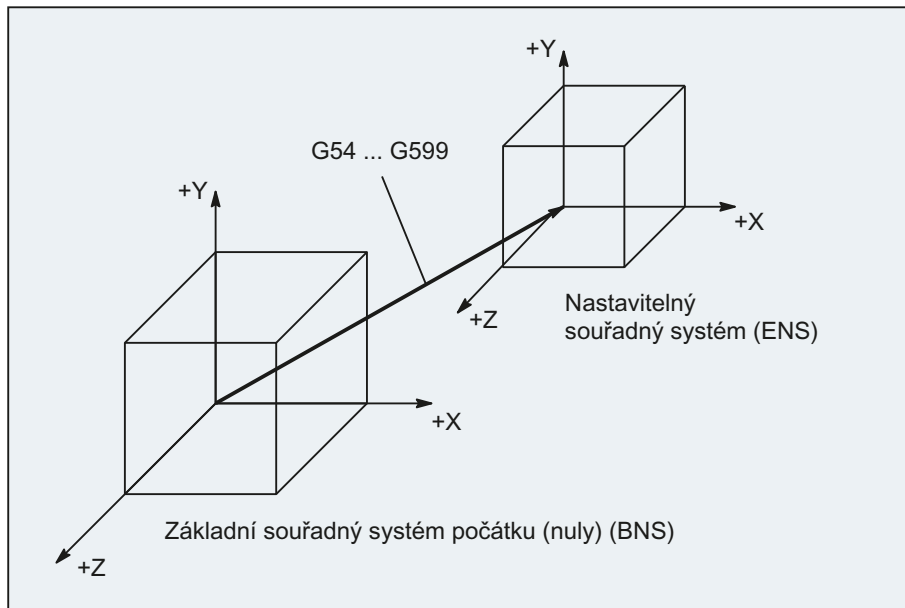 +Y
G54 ... G599
+Y
+X
+Z
Nastavitelný
souřadný systém (ENS)
+X
Základní souřadný systém počátku (nuly) (BNS)
+Z